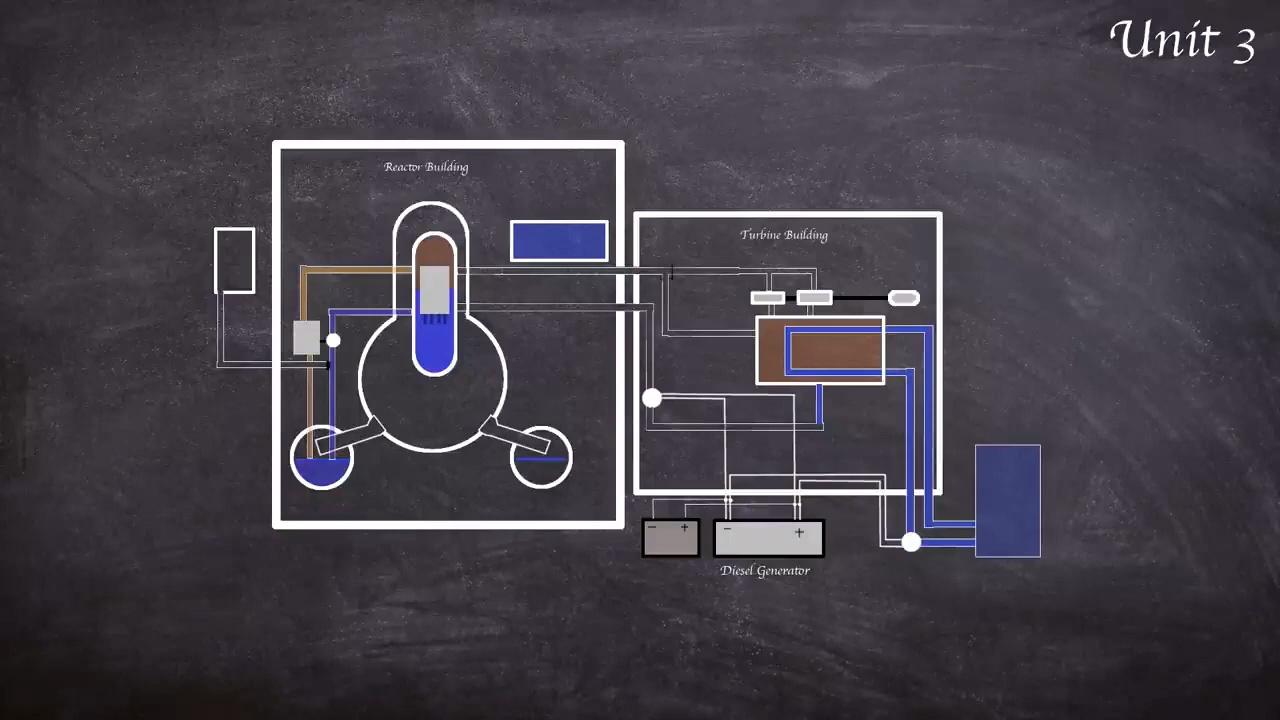 Unit 3
Reactor Building
Turbine Building
- +
- +
Diesel Generator